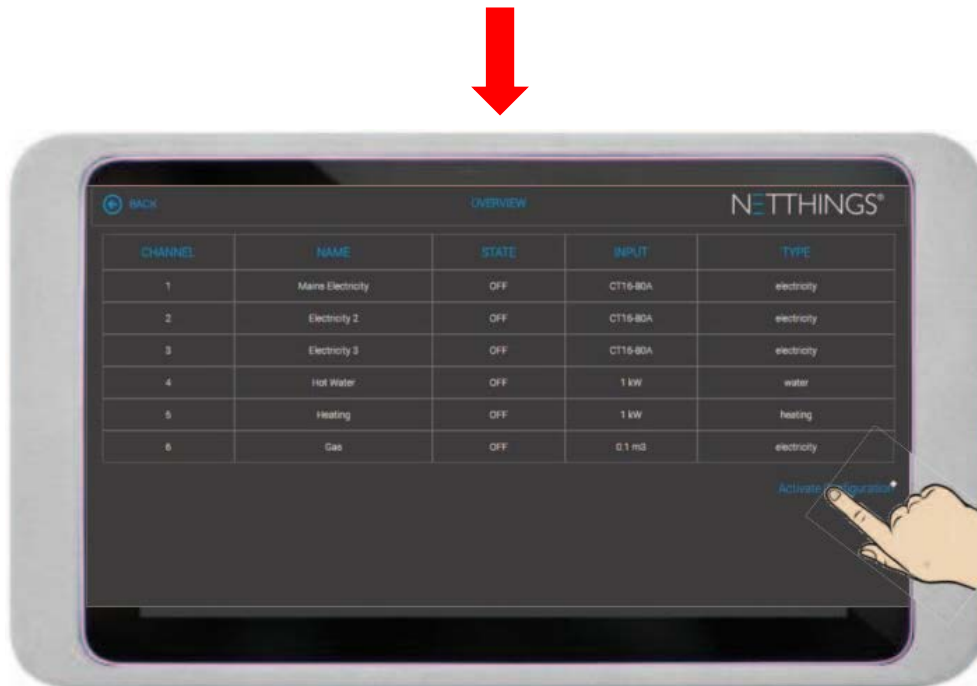 BACK OVERVIEW NETTHINGS®
CHANNEL NAME STATE INPUT TYPE
1 Mains Electricity OFF CT16-80A electricity
2 Electricity 2 OFF CT16-80A electricity
3 Electricity 3 OFF CT16-80A electricity
4 Hot Water OFF 1 kW water
5 Heating OFF 1 kW heating
6 Gas OFF 0.1 m3 electricity
Activate